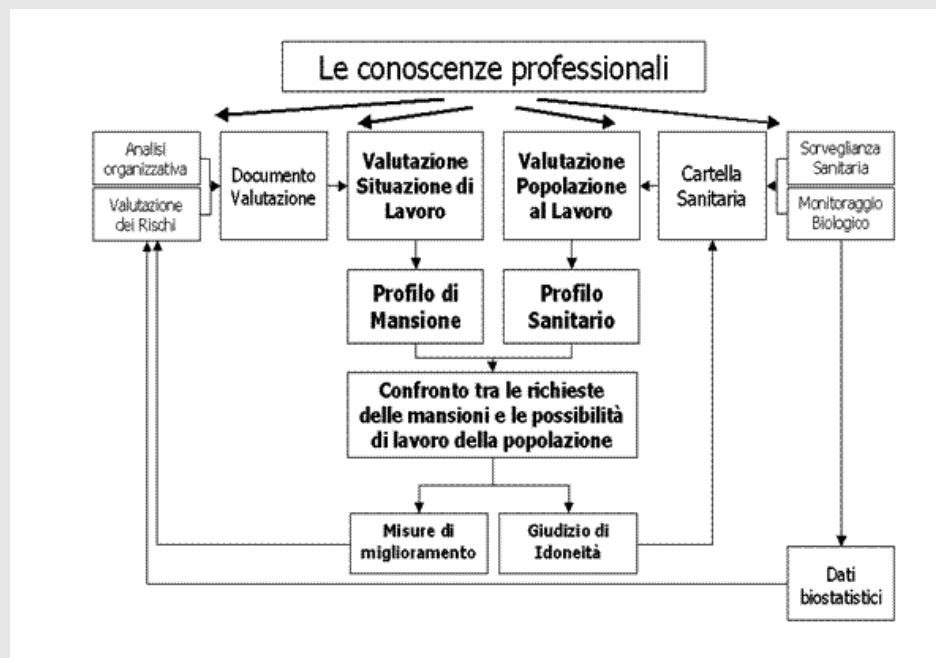 Le conoscenze professionali
Analisi
organizzativa
Valutazione
dei Rischi
Documento
Valutazione
Valutazione
Situazione di
Lavoro
Valutazione
Popolazione
al Lavoro
Cartella
Sanitaria
Sorveglianza
Sanitaria
Monitoraggio
Biologico
Profilo di
Mansione
Profilo
Sanitario
Confronto tra le richieste
delle mansioni e le possibilità
di lavoro della popolazione
Misure di
miglioramento
Giudizio di
Idoneità
Dati
biostatistici